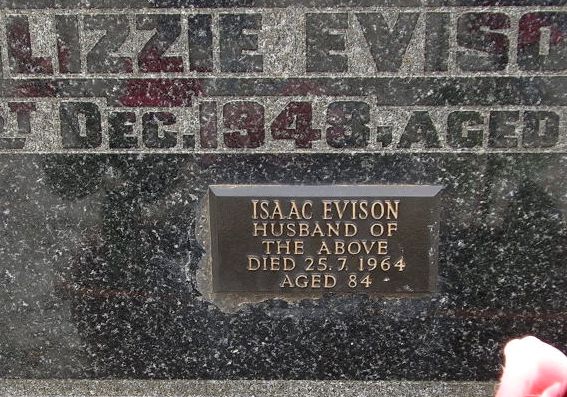 LIZZIE EVISO
DEC. 1948, AGED
ISAAC EVISON
HUSBAND OF
THE ABOVE
DIED 25.7.1964
AGED 84